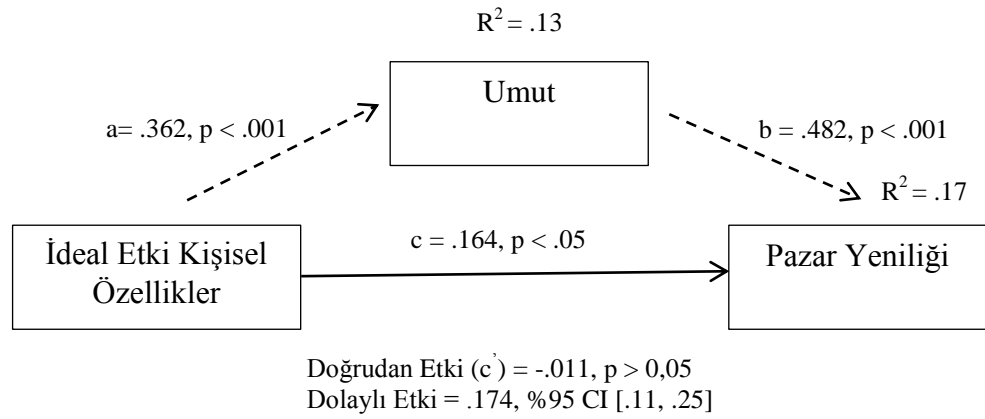 R² = .13
Umut
a= .362, p < .001
b = .482, p < .001
R² = .17
İdeal Etki Kişisel
Özellikler
c = .164, p < .05
Pazar Yeniliği
Doğrudan Etki (c’) = -.011, p > 0,05
Dolaylı Etki = .174, %95 CI [.11, .25]